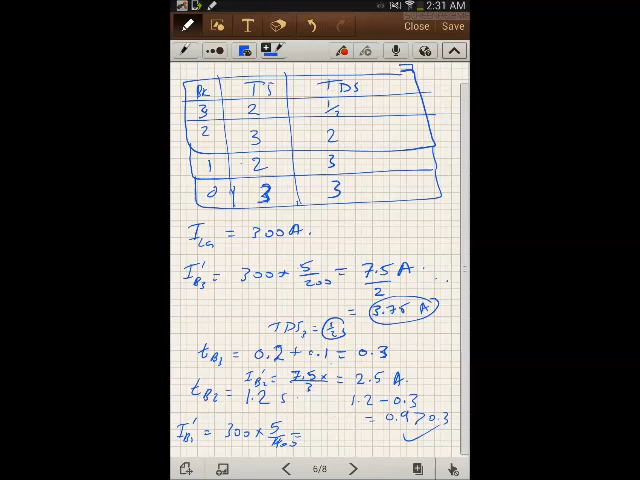 2:31 AM
Close Save
BK TS TDS
3 2 1/2
2 3 2
1 2 3
0 3 3
ILa = 300 A.
I'B3 = 300 * 5/200 = 7.5/2 A
= 3.75 A
TDS3 = 1/2
tB3 = 0.2 + 0.1 = 0.3
I'B2 = 7.5 x/3 = 2.5 A.
tB2 = 1.2 s 1.2 - 0.3
= 0.9 > 0.3
I'B1 = 300 * 5/400 =
6/8